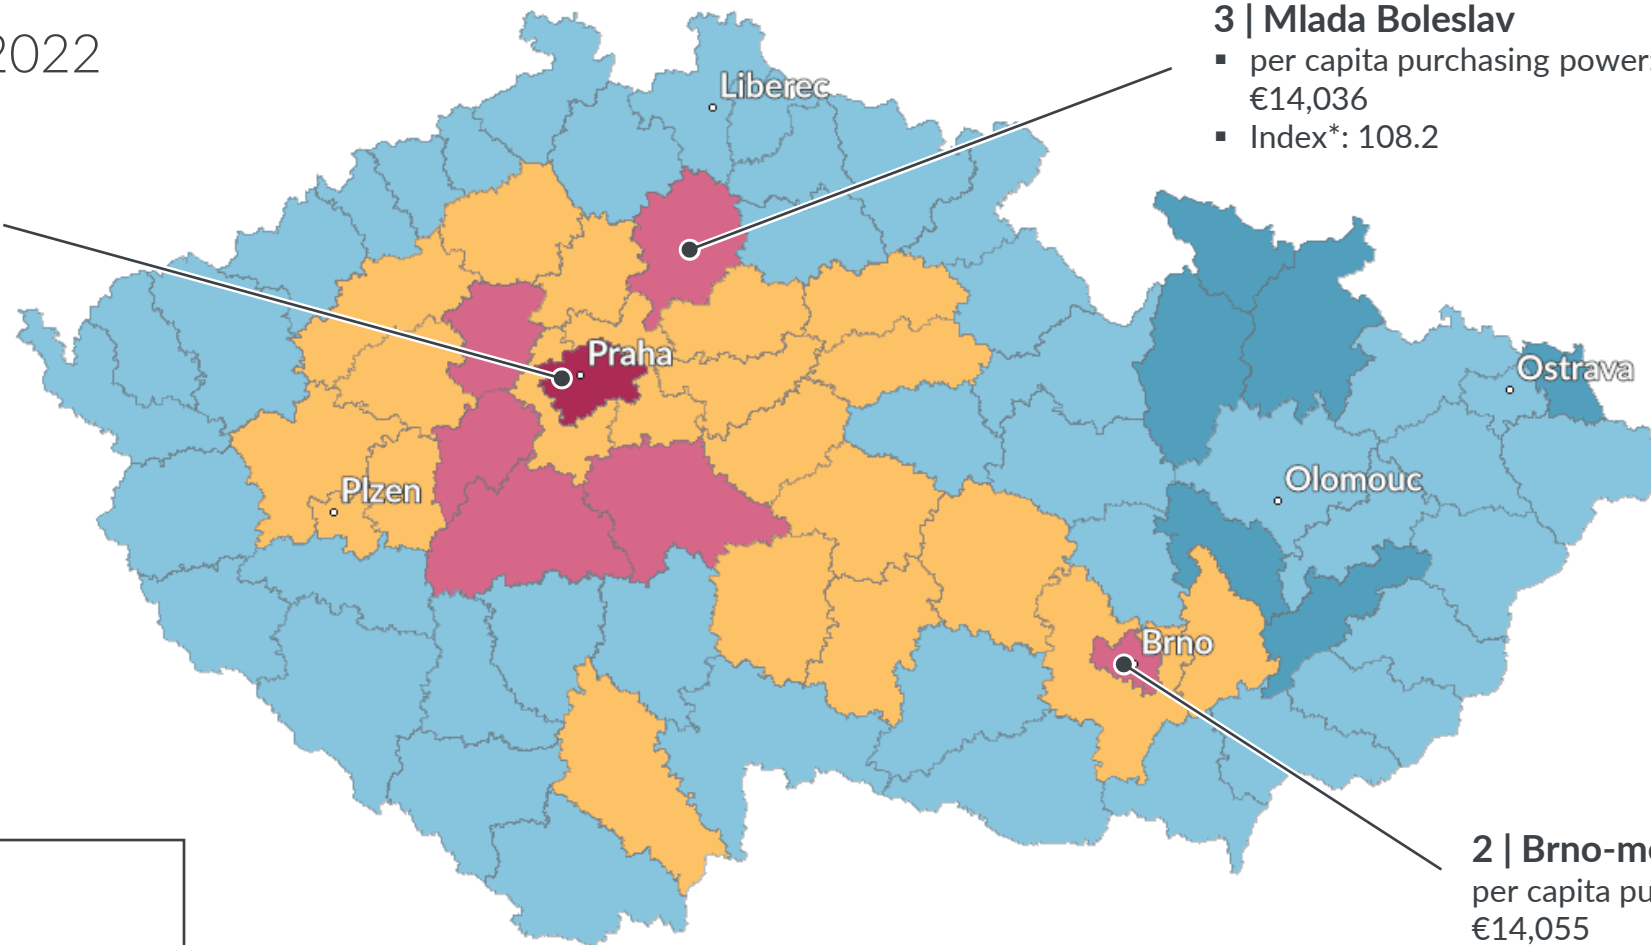 2022
3 | Mlada Boleslav
▪ per capita purchasing power:
€14,036
▪ Index*: 108.2
Liberec
Praha
Ostrava
Plzen
Olomouc
Brno
2 | Brno-m
per capita pu
€14,055